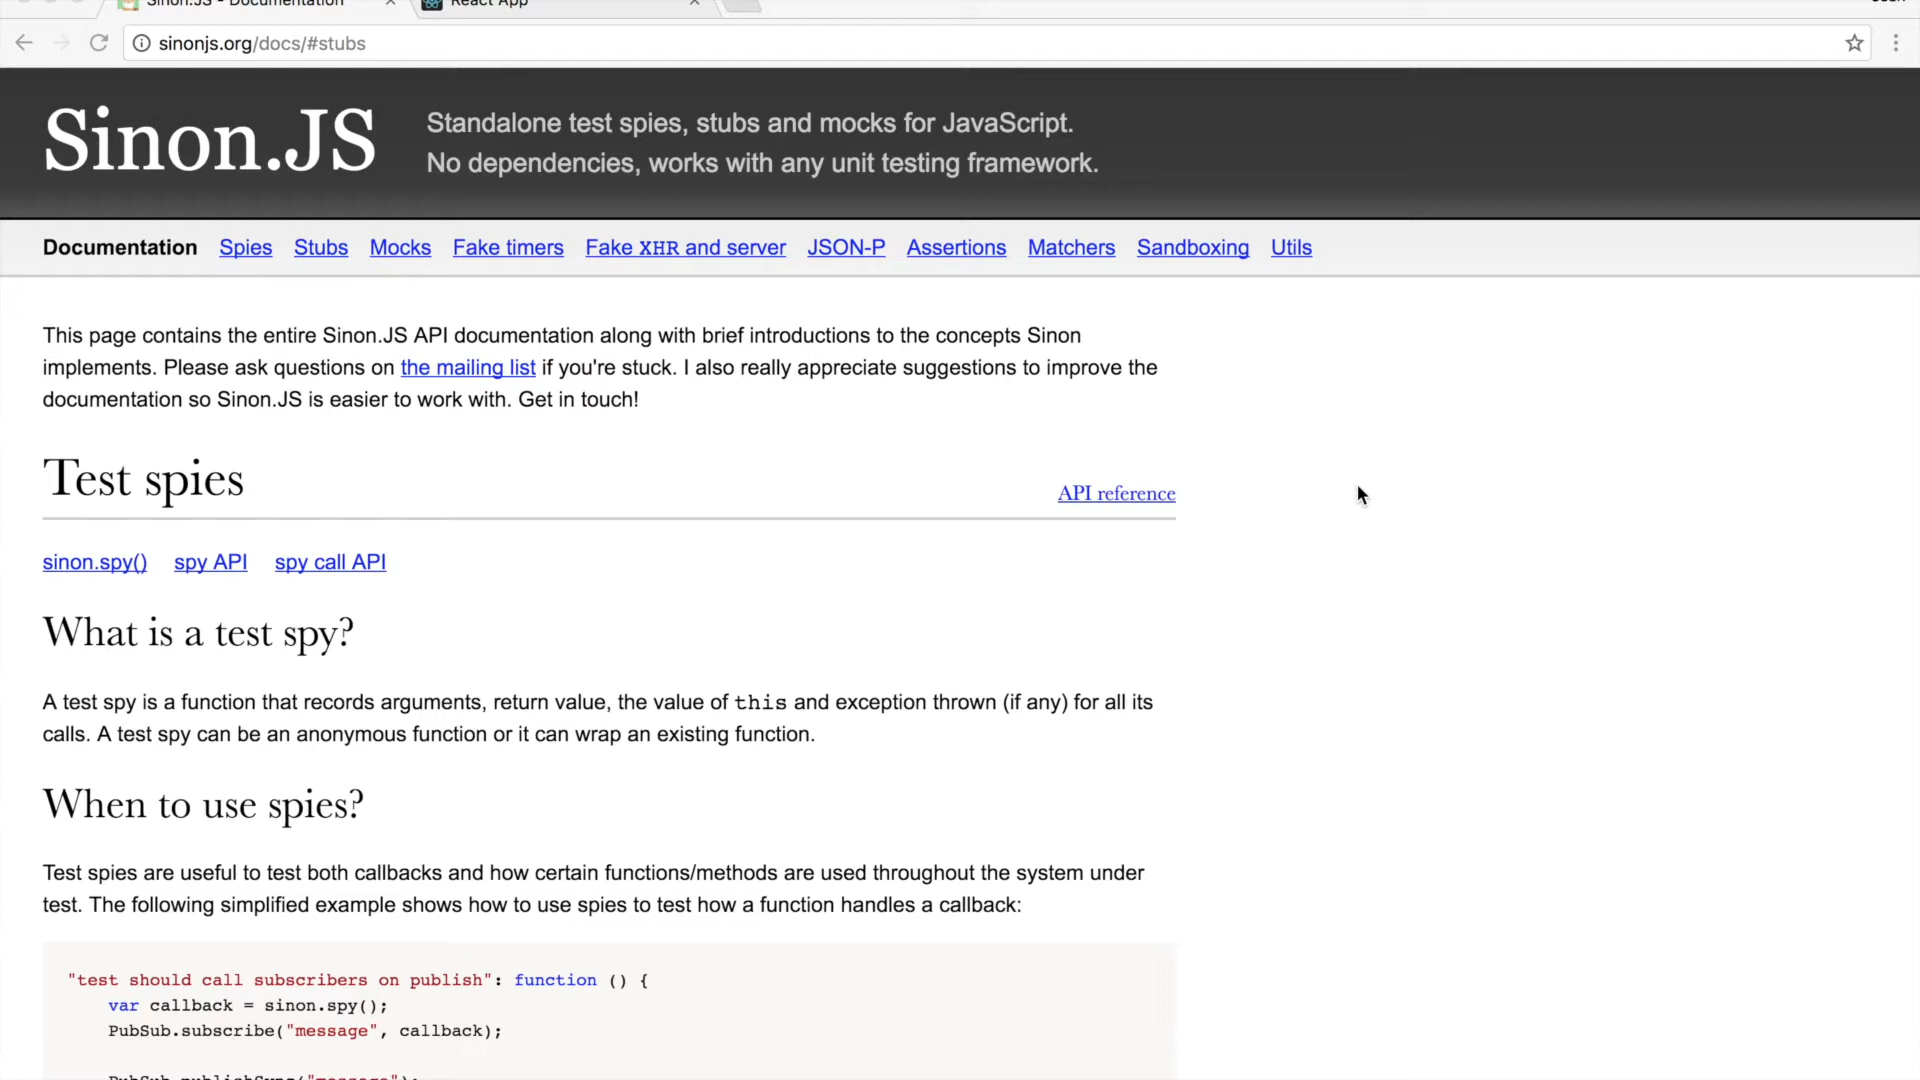 Sinon.JS - Documentation
React App
sinonjs.org/docs/#stubs
Sinon.JS
Standalone test spies, stubs and mocks for JavaScript.
No dependencies, works with any unit testing framework.
Documentation Spies Stubs Mocks Fake timers Fake XHR and server JSON-P Assertions Matchers Sandboxing Utils
This page contains the entire Sinon.JS API documentation along with brief introductions to the concepts Sinon
implements. Please ask questions on the mailing list if you're stuck. I also really appreciate suggestions to improve the
documentation so Sinon.JS is easier to work with. Get in touch!
Test spies
API reference
sinon.spy() spy API spy call API
What is a test spy?
A test spy is a function that records arguments, return value, the value of this and exception thrown (if any) for all its
calls. A test spy can be an anonymous function or it can wrap an existing function.
When to use spies?
Test spies are useful to test both callbacks and how certain functions/methods are used throughout the system under
test. The following simplified example shows how to use spies to test how a function handles a callback:
"test should call subscribers on publish": function () {
var callback = sinon.spy();
PubSub.subscribe("message", callback);
PubSub.publishSync("message");